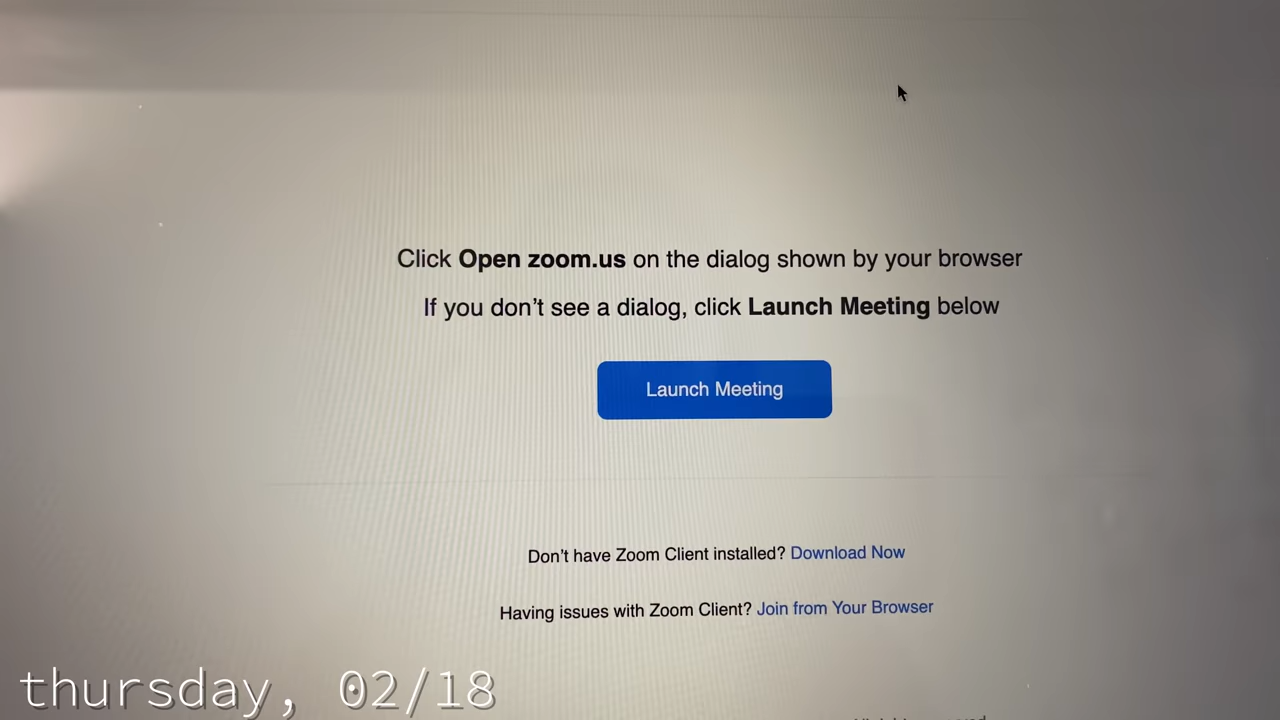 Click Open zoom.us on the dialog shown by your browser
If you don't see a dialog, click Launch Meeting below
Launch Meeting
Don't have Zoom Client installed? Download Now
Having issues with Zoom Client? Join from Your Browser
thursday, 02/18